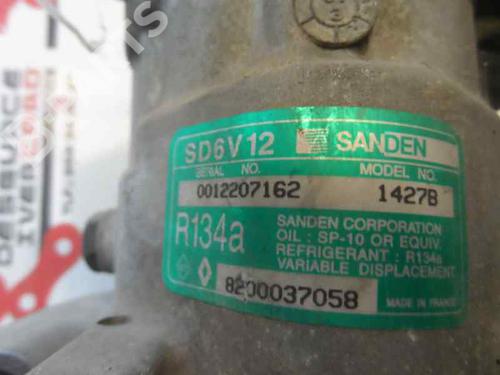 SD6V12 SANDEN
SERIAL NO. MODEL NO.
0012207162 1427B
R134a
SANDEN CORPORATION
OIL : SP-10 OR EQUIV.
REFRIGERANT : R134a
VARIABLE DISPLACEMENT
8200037058
MADE IN FRANCE
DESGUACE